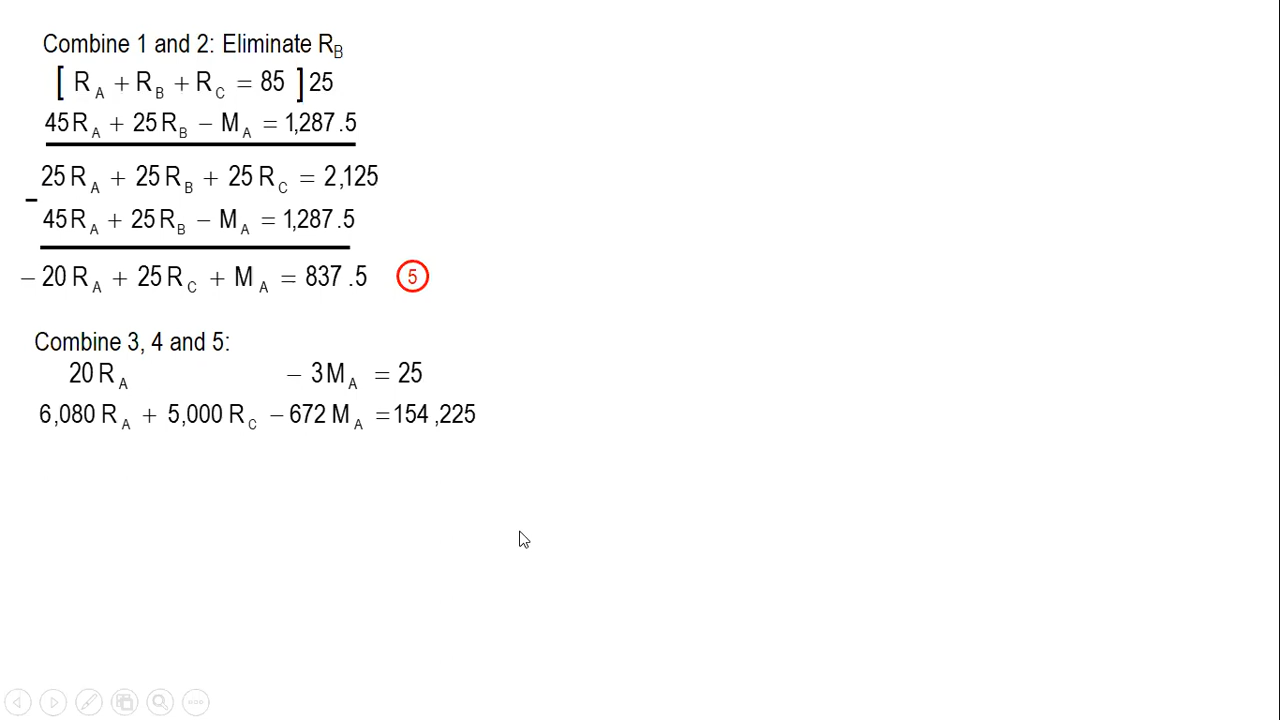 Combine 1 and 2: Eliminate R_B
[ R_A + R_B + R_C = 85 ] 25
45R_A + 25R_B − M_A = 1,287.5
25R_A + 25R_B + 25R_C = 2,125
−
45R_A + 25R_B − M_A = 1,287.5
−20R_A + 25R_C + M_A = 837.5 5
Combine 3, 4 and 5:
20R_A − 3M_A = 25
6,080R_A + 5,000R_C − 672M_A = 154,225